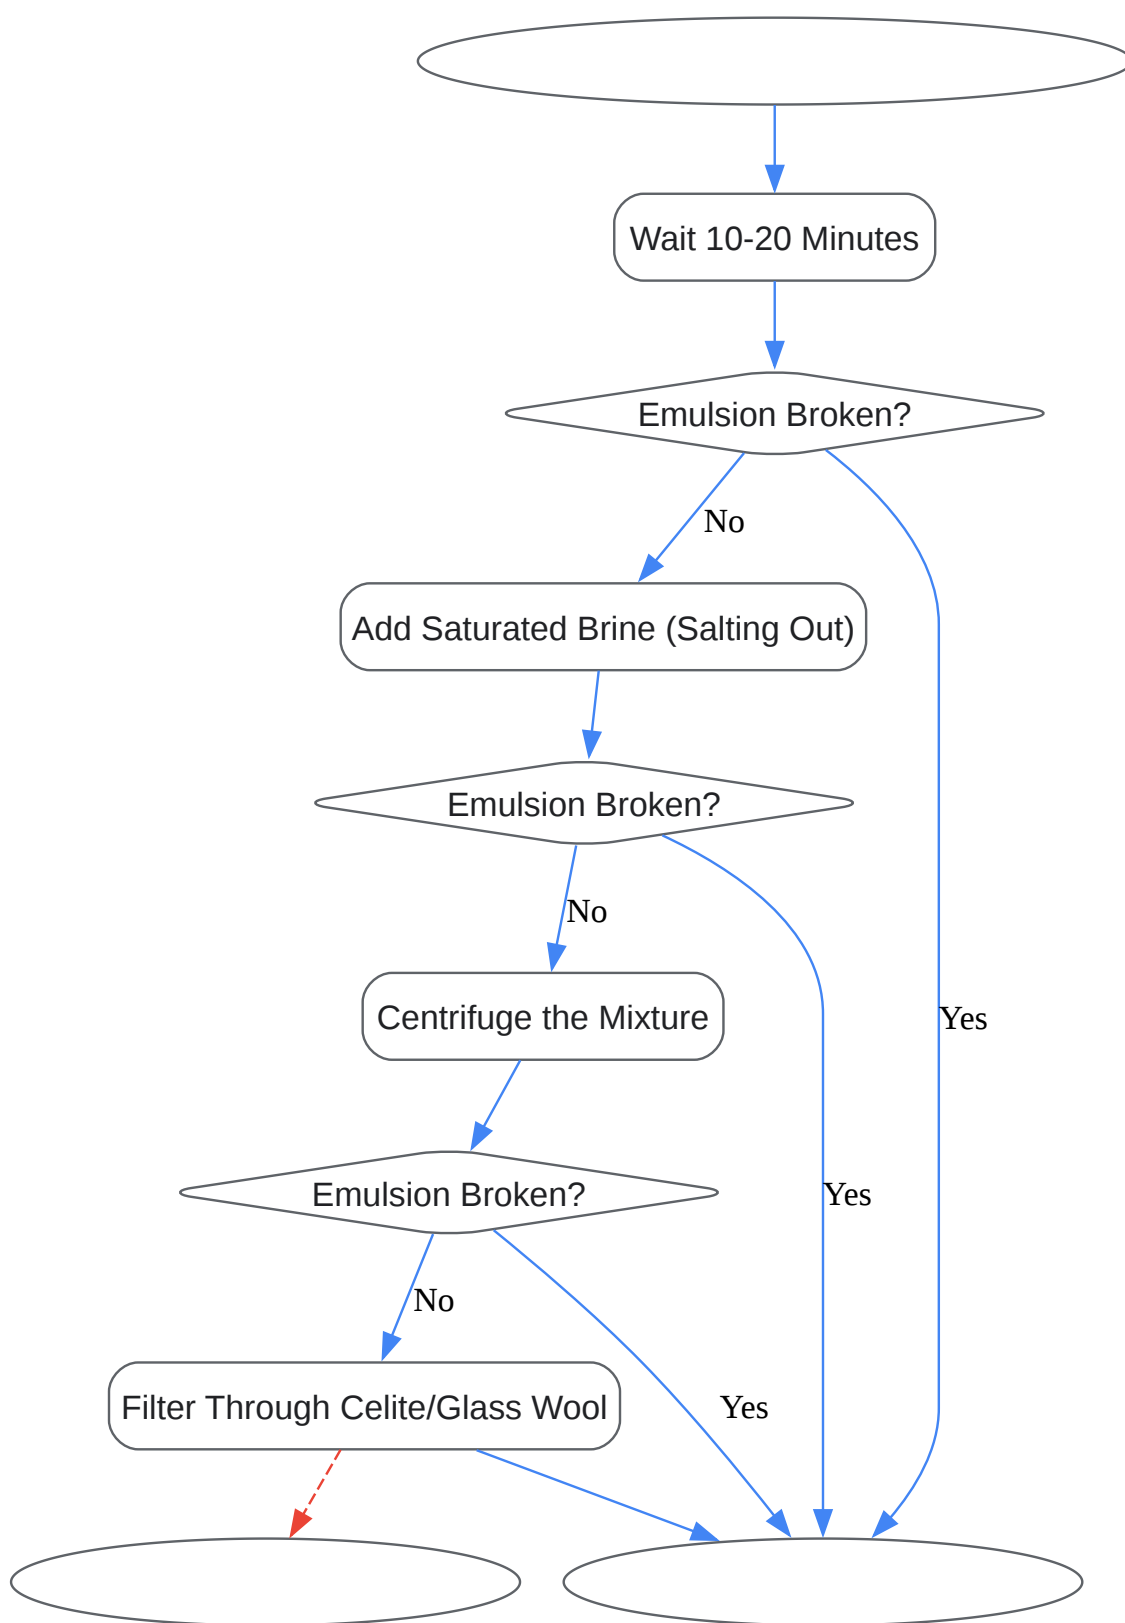 Wait 10-20 Minutes
Emulsion Broken?
No
Add Saturated Brine (Salting Out)
Emulsion Broken?
No
Centrifuge the Mixture
Yes
Emulsion Broken?
Yes
No
Filter Through Celite/Glass Wool
Yes